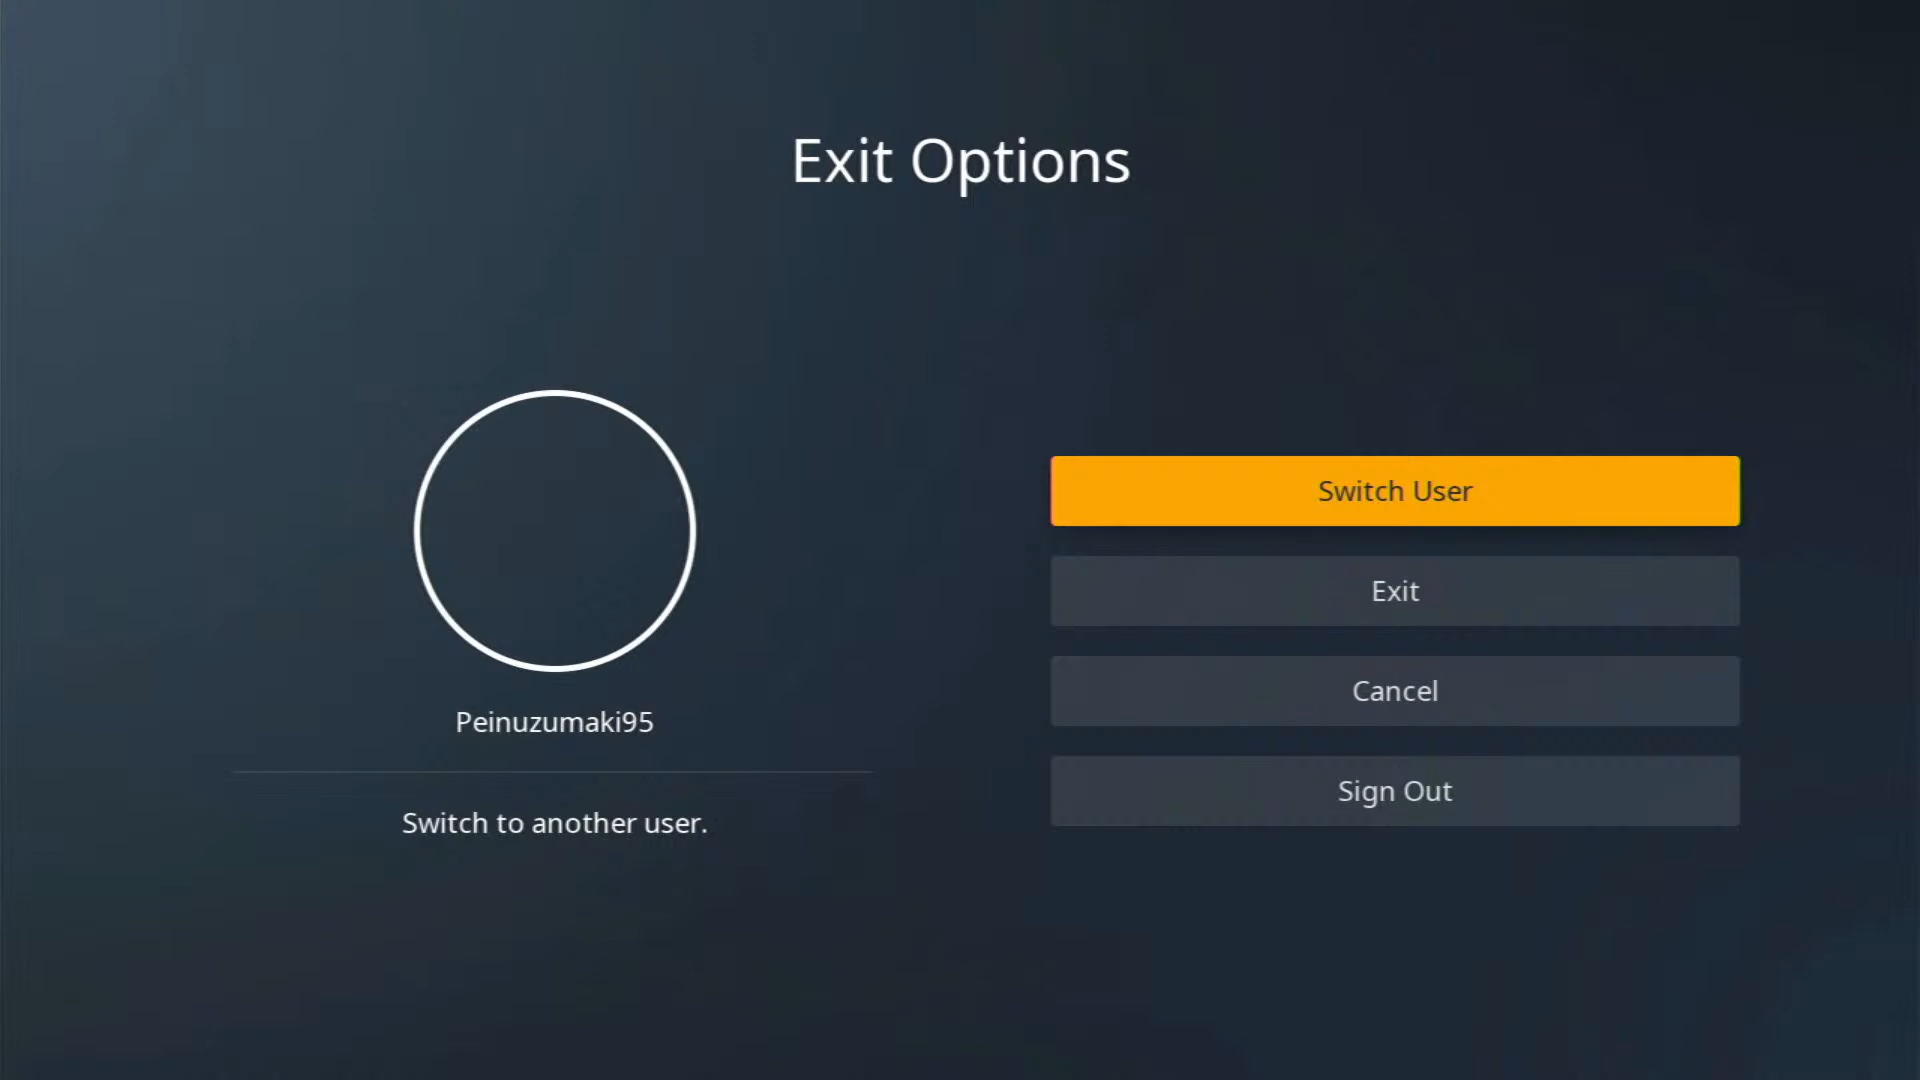 Exit Options
Peinuzumaki95
Switch to another user.
Switch User
Exit
Cancel
Sign Out